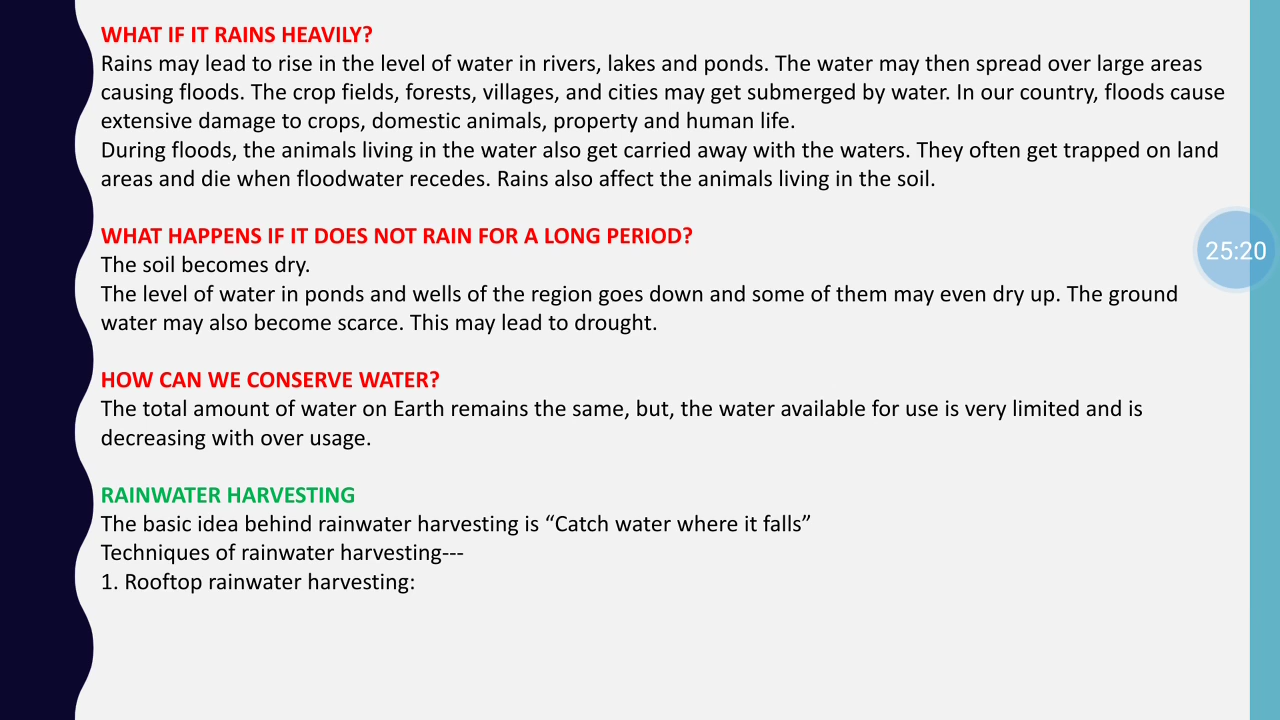 WHAT IF IT RAINS HEAVILY?
Rains may lead to rise in the level of water in rivers, lakes and ponds. The water may then spread over large areas
causing floods. The crop fields, forests, villages, and cities may get submerged by water. In our country, floods cause
extensive damage to crops, domestic animals, property and human life.
During floods, the animals living in the water also get carried away with the waters. They often get trapped on land
areas and die when floodwater recedes. Rains also affect the animals living in the soil.
WHAT HAPPENS IF IT DOES NOT RAIN FOR A LONG PERIOD?
25:20
The soil becomes dry.
The level of water in ponds and wells of the region goes down and some of them may even dry up. The ground
water may also become scarce. This may lead to drought.
HOW CAN WE CONSERVE WATER?
The total amount of water on Earth remains the same, but, the water available for use is very limited and is
decreasing with over usage.
RAINWATER HARVESTING
The basic idea behind rainwater harvesting is “Catch water where it falls”
Techniques of rainwater harvesting---
1. Rooftop rainwater harvesting: